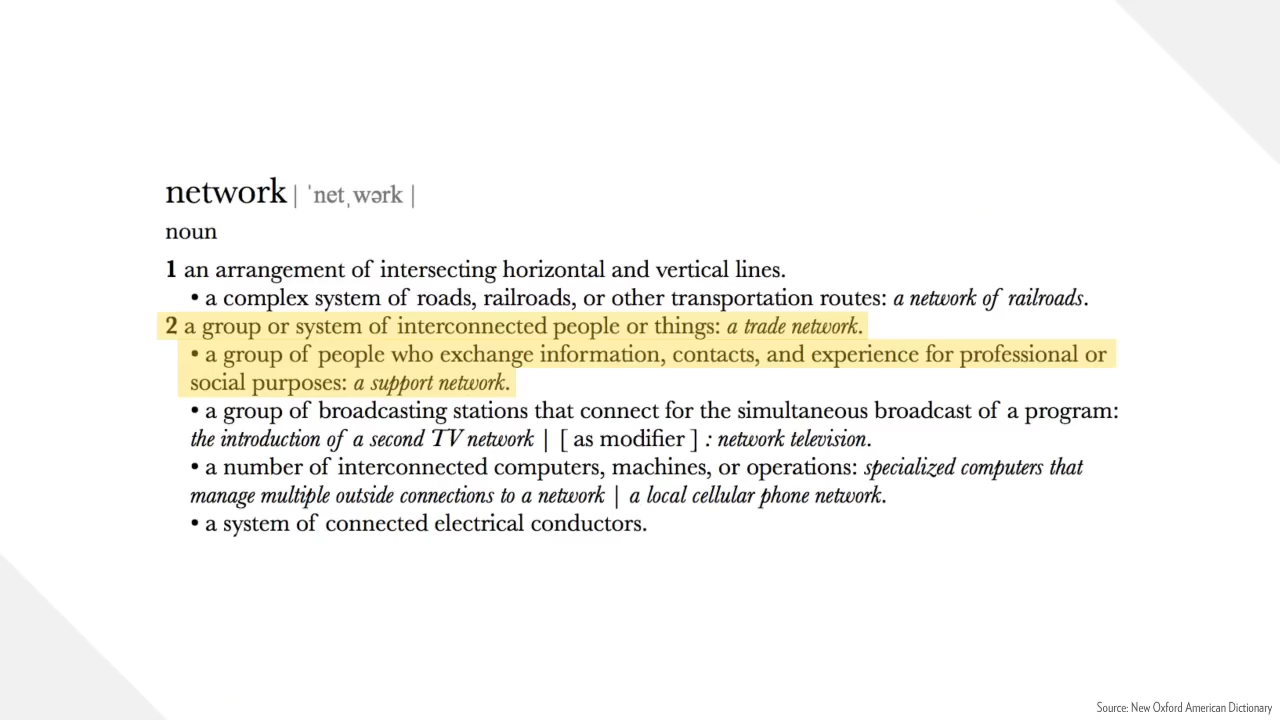 network | ˈnetˌwərk |
noun
1 an arrangement of intersecting horizontal and vertical lines.
• a complex system of roads, railroads, or other transportation routes: a network of railroads.
2 a group or system of interconnected people or things: a trade network.
• a group of people who exchange information, contacts, and experience for professional or
social purposes: a support network.
• a group of broadcasting stations that connect for the simultaneous broadcast of a program:
the introduction of a second TV network | [ as modifier ] : network television.
• a number of interconnected computers, machines, or operations: specialized computers that
manage multiple outside connections to a network | a local cellular phone network.
• a system of connected electrical conductors.
Source: New Oxford American Dictionary